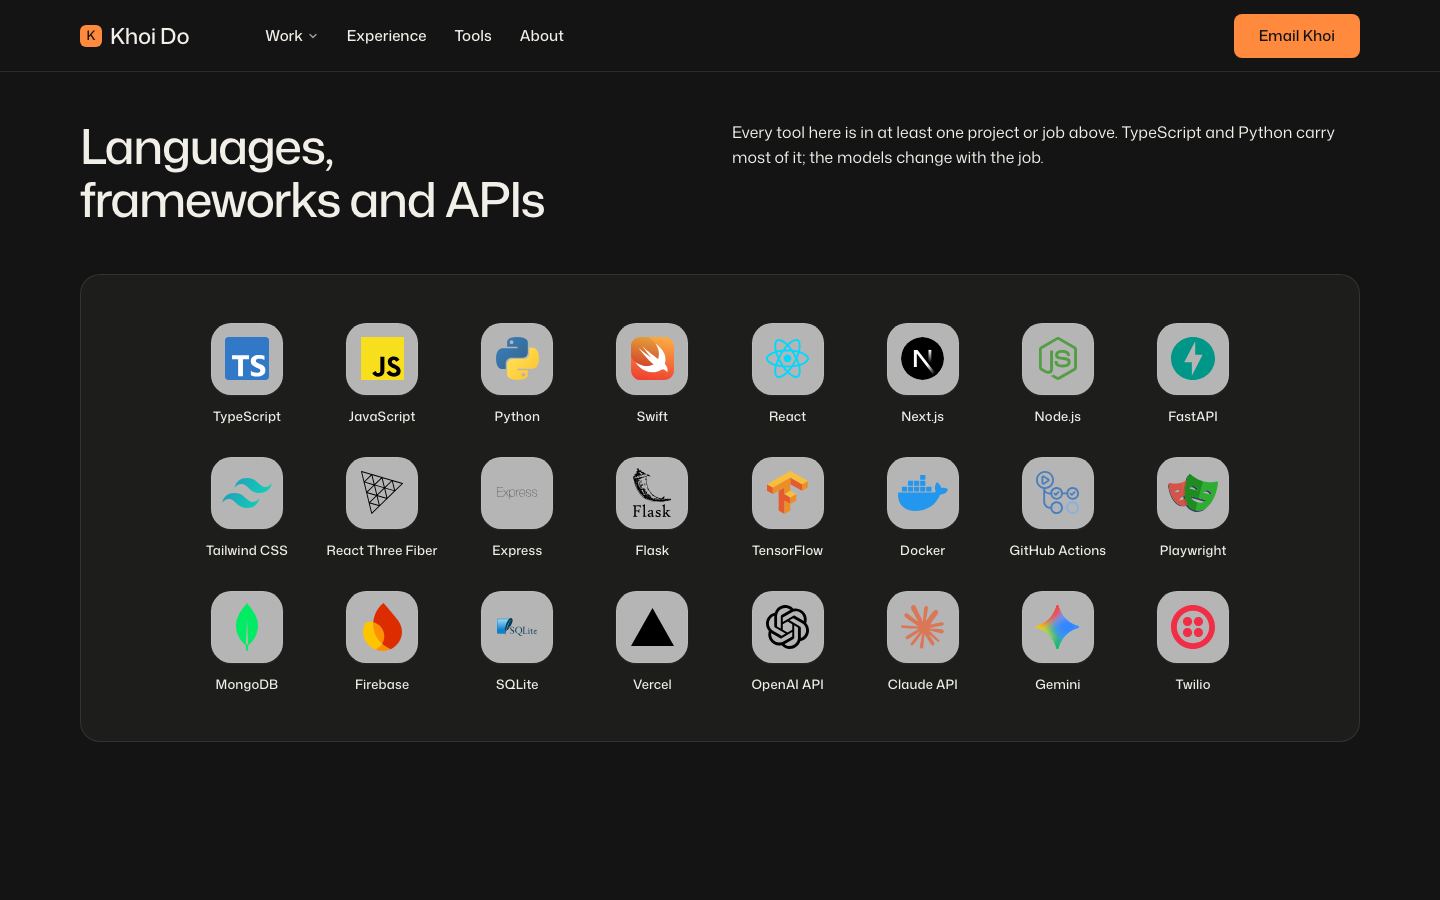 K Khoi Do
Work
Experience
Tools
About
Email Khoi
Languages,
frameworks and APIs
Every tool here is in at least one project or job above. TypeScript and Python carry
most of it; the models change with the job.
TS
JS
N
JS
TypeScript
JavaScript
Python
Swift
React
Next.js
Node.js
FastAPI
Express
Flask
Tailwind CSS
React Three Fiber
Express
Flask
TensorFlow
Docker
GitHub Actions
Playwright
SQLite
MongoDB
Firebase
SQLite
Vercel
OpenAI API
Claude API
Gemini
Twilio